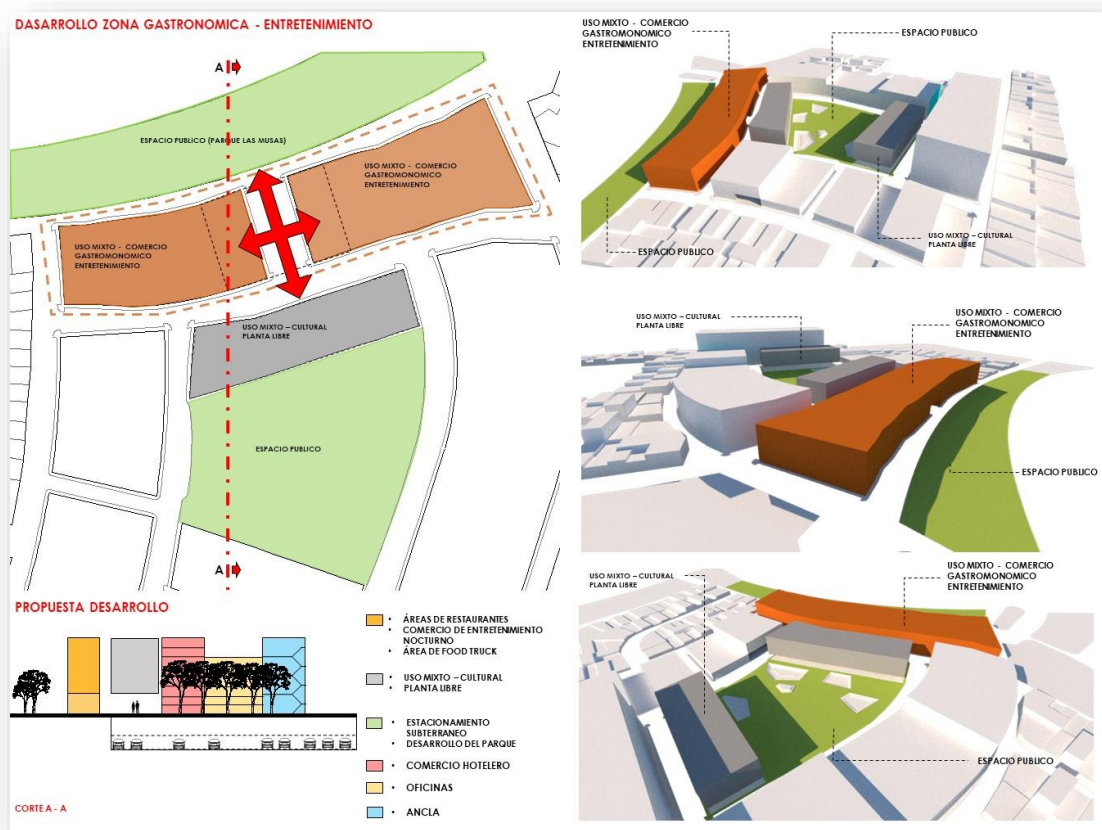 DASARROLLO ZONA GASTRONOMICA - ENTRETENIMIENTO
A
ESPACIO PUBLICO (PARQUE LAS MUSAS)
USO MIXTO - COMERCIO
GASTROMONOMICO
ENTRETENIMIENTO
USO MIXTO - COMERCIO
GASTROMONOMICO
ENTRETENIMIENTO
USO MIXTO – CULTURAL
PLANTA LIBRE
ESPACIO PUBLICO
A
PROPUESTA DESARROLLO
• ÁREAS DE RESTAURANTES
• COMERCIO DE ENTRETENIMIENTO
NOCTURNO
• ÁREA DE FOOD TRUCK
• USO MIXTO – CULTURAL
• PLANTA LIBRE
• ESTACIONAMIENTO
SUBTERRANEO
• DESARROLLO DEL PARQUE
• COMERCIO HOTELERO
• OFICINAS
• ANCLA
CORTE A - A
USO MIXTO - COMERCIO
GASTROMONOMICO
ENTRETENIMIENTO
ESPACIO PUBLICO
USO MIXTO - CULTURAL
PLANTA LIBRE
ESPACIO PUBLICO
USO MIXTO – CULTURAL
PLANTA LIBRE
USO MIXTO - COMERCIO
GASTROMONOMICO
ENTRETENIMIENTO
ESPACIO PUBLICO
USO MIXTO – CULTURAL
PLANTA LIBRE
USO MIXTO - COMERCIO
GASTROMONOMICO
ENTRETENIMIENTO
ESPACIO PUBLICO